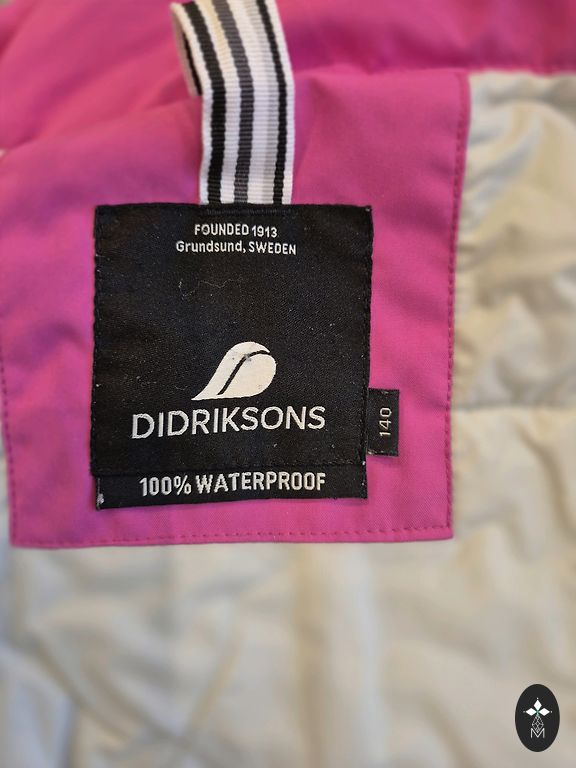 FOUNDED 1913
Grundsund, SWEDEN
DIDRIKSONS
140
100% WATERPROOF
M